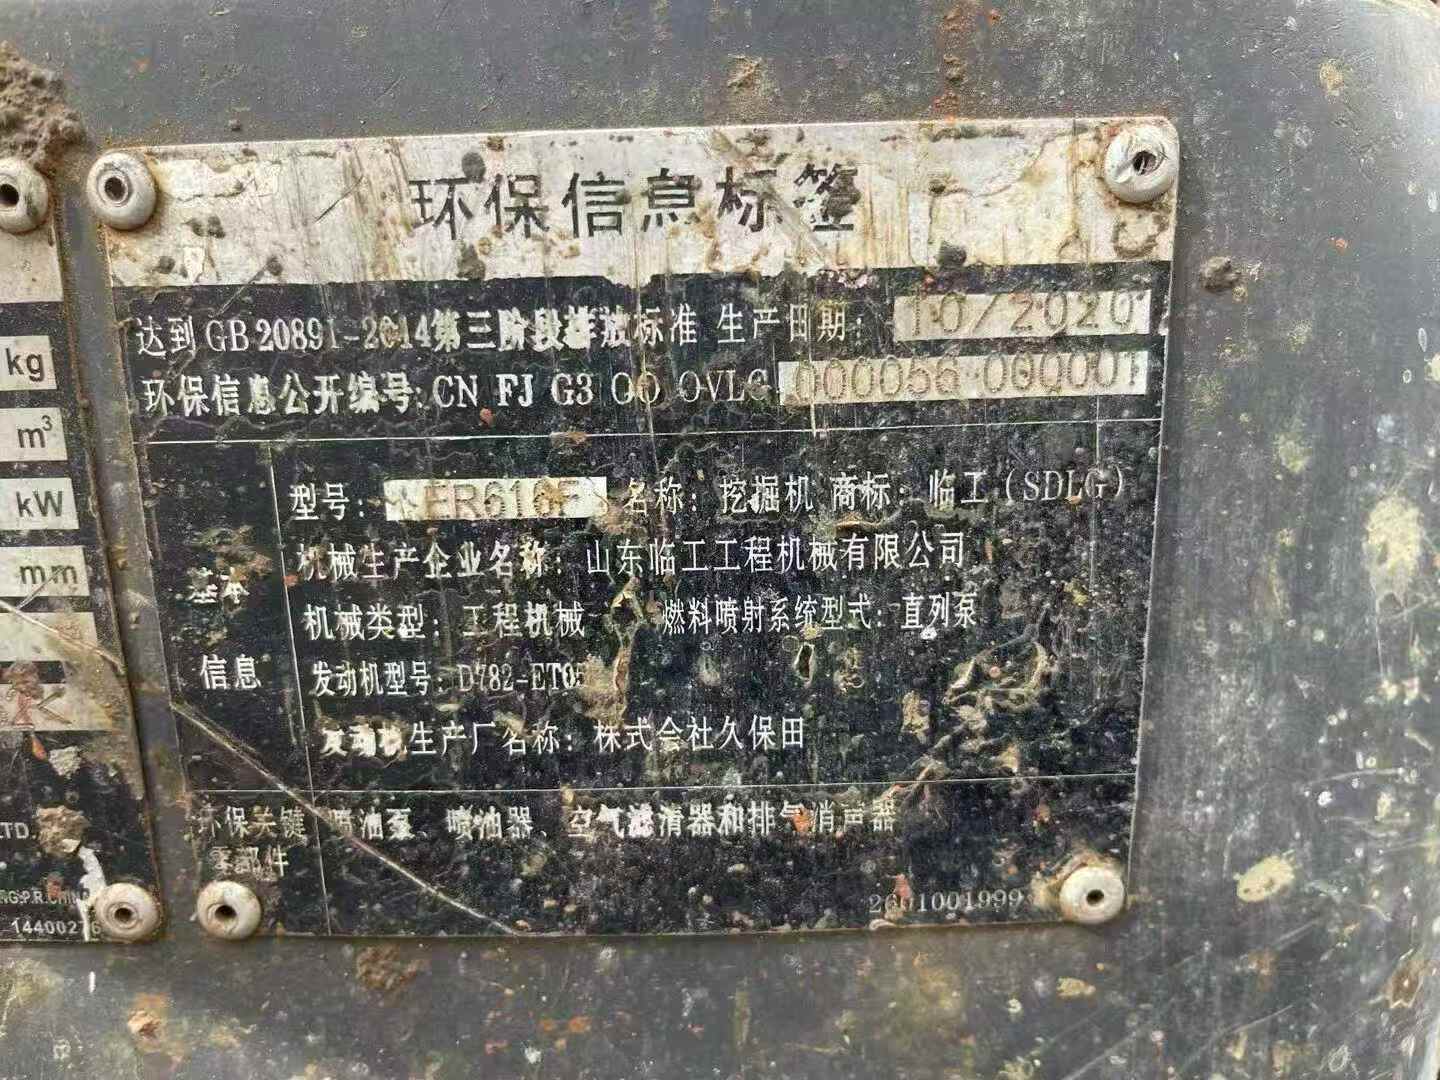 环保信息标签
达到GB 20891-2014第三阶段排放标准 生产日期: 10/2020
环保信息公开编号: CN FJ G3 00 0VLG 000056 000001
型号: ER616F 名称: 挖掘机 商标: 临工(SDLG)
机械生产企业名称: 山东临工工程机械有限公司
基本
信息
机械类型: 工程机械 燃料喷射系统型式: 直列泵
发动机型号: D782-ET05
发动机生产厂名称: 株式会社久保田
环保关键
零部件
喷油泵、喷油器、空气滤清器和排气消声器
2601001999
kg
m³
kW
mm
LTD.
NG.P.R.CHINA
14400276